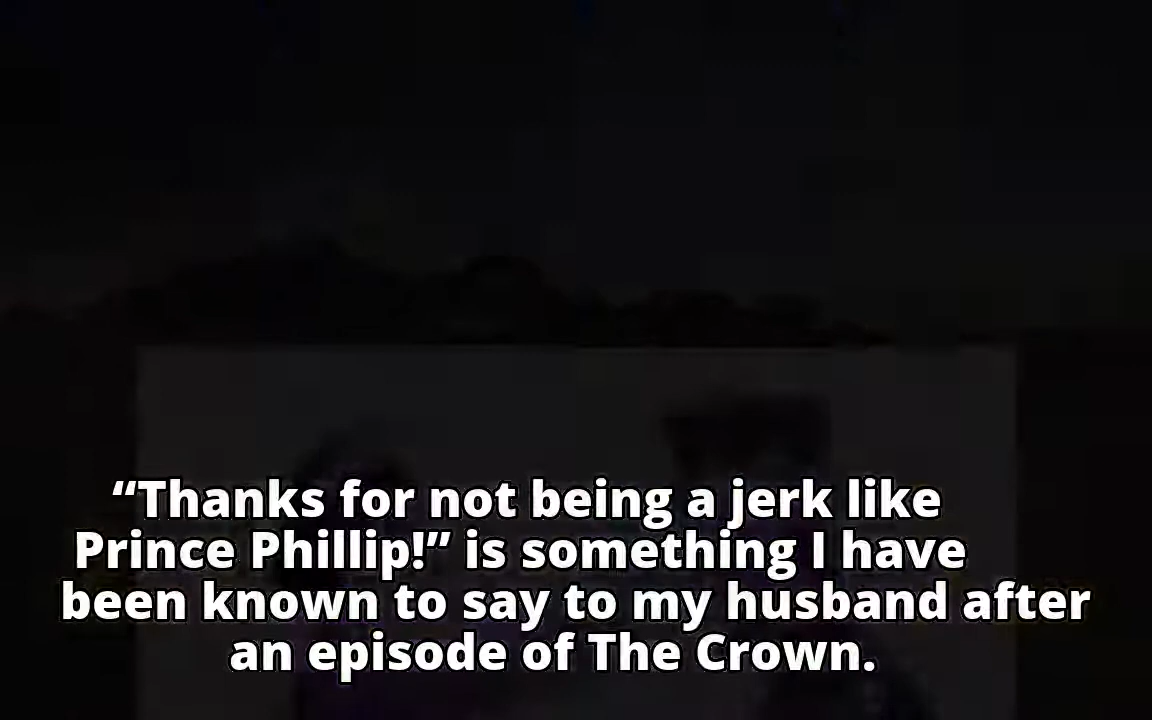 “Thanks for not being a jerk like
Prince Phillip!” is something I have
been known to say to my husband after
an episode of The Crown.